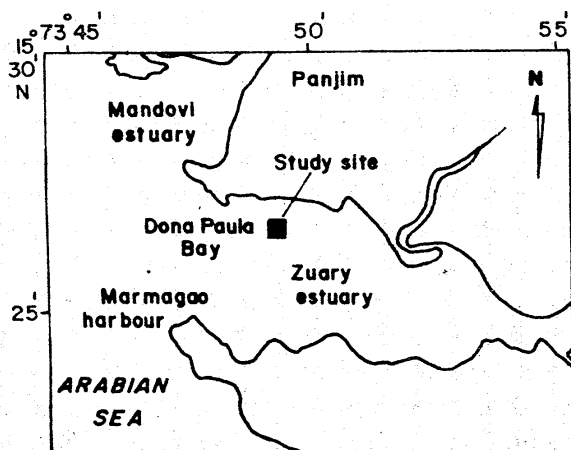 73° 45' 50' 55'
15°
30'
N
Panjim
N
Mandovi
estuary
Study site
Dona Paula
Bay
Zuary
estuary
25'
Marmagao
harbour
ARABIAN
SEA